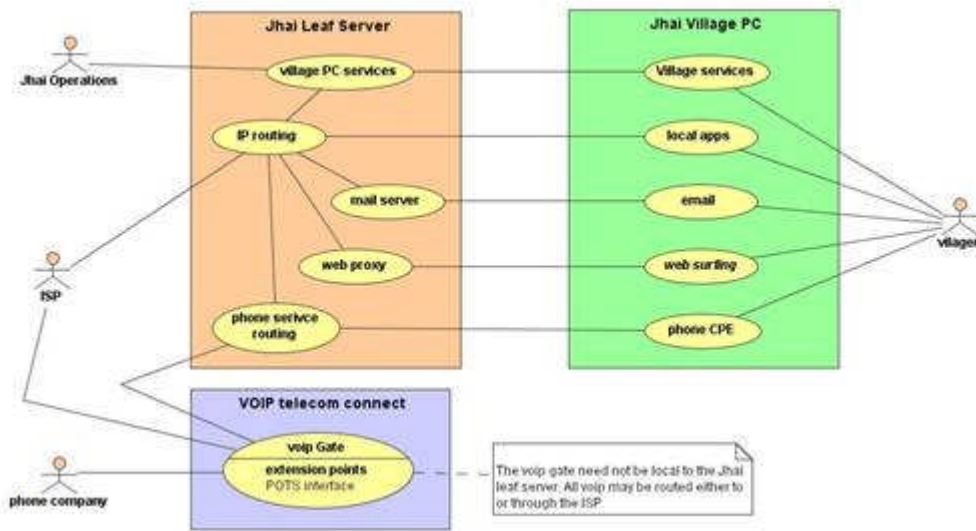 Jhai Leaf Server
Jhai Village PC
Jhai Operations
village PC services
Village services
IP routing
local apps
mail server
email
vilager
web proxy
web surfing
ISP
phone serivce
routing
phone CPE
VOIP telecom connect
voip Gate
extension points
POTS interface
phone company
The voip gate need not be local to the Jhai
leaf server. All voip may be routed either to
or through the ISP